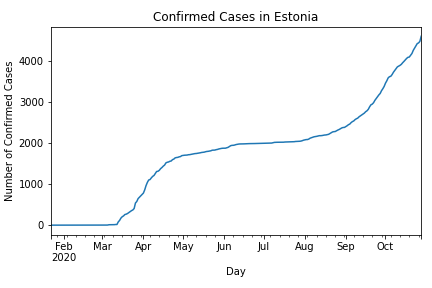 Confirmed Cases in Estonia
Number of Confirmed Cases
4000
3000
2000
1000
0
Feb Mar Apr May Jun Jul Aug Sep Oct
2020
Day